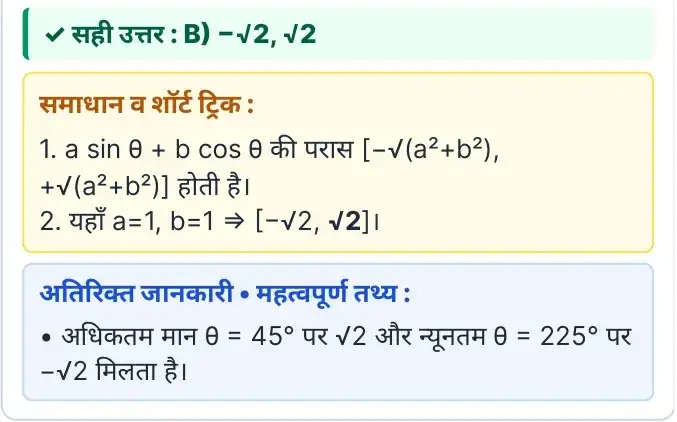 ✓ सही उत्तर : B) −√2, √2
समाधान व शॉर्ट ट्रिक :
1. a sin θ + b cos θ की परास [−√(a²+b²),
+√(a²+b²)] होती है।
2. यहाँ a=1, b=1 ⇒ [−√2, √2]।
अतिरिक्त जानकारी • महत्वपूर्ण तथ्य :
• अधिकतम मान θ = 45° पर √2 और न्यूनतम θ = 225° पर
−√2 मिलता है।